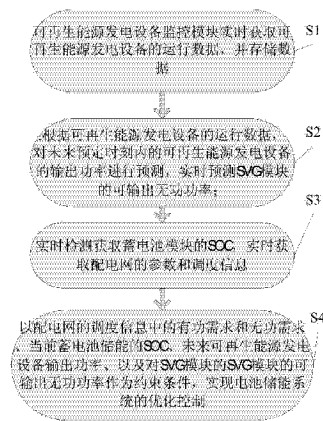 S1
可再生能源发电设备监控模块实时获取可
再生能源发电设备的运行数据，并存储数
据
S2
根据可再生能源发电设备的运行数据，
对未来预定时刻内的可再生能源发电设备
的输出功率进行预测，实时预测SVG模块
的可输出无功功率；
S3
实时检测获取蓄电池模块的SOC，实时获
取配电网的参数和调度信息
S4
以配电网的调度信息中的有功需求和无功需求、
当前蓄电池储能的SOC、未来可再生能源发电
设备输出功率、以及对SVG模块的SVG模块的可
输出无功功率作为约束条件，实现电池储能系
统的优化控制